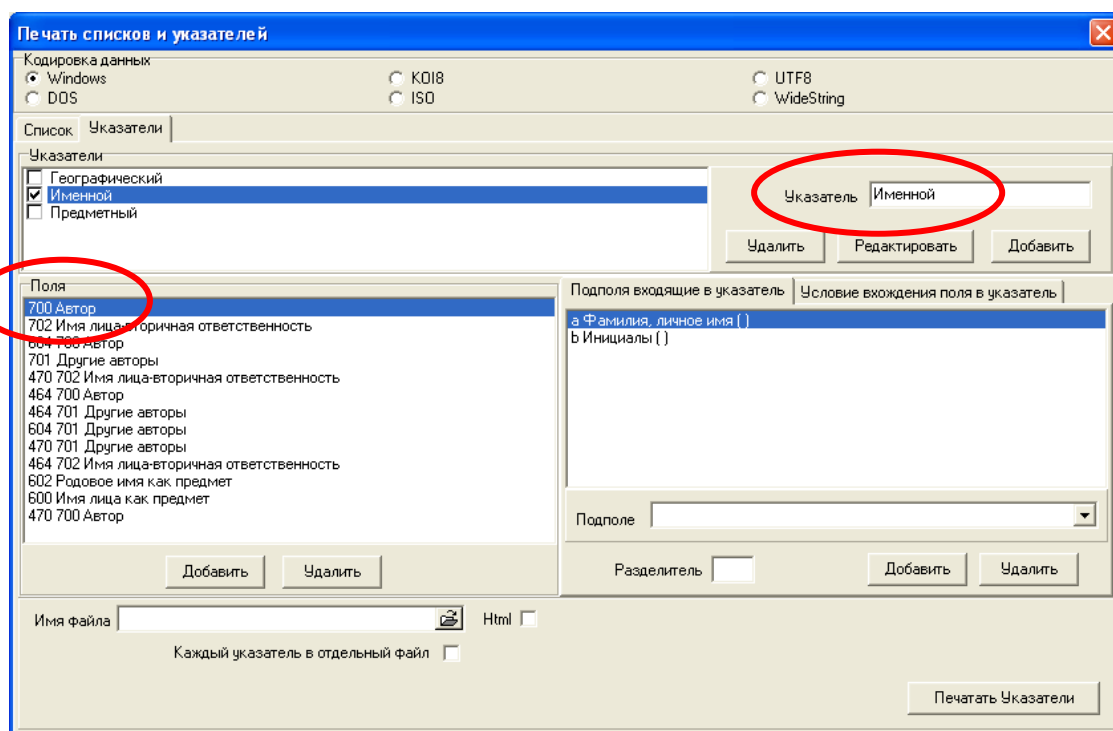 Печать списков и указателей
Кодировка данных
Windows KOI8 UTF8
DOS ISO WideString
Список Указатели
Указатели
Географический
Именной
Предметный
Указатель Именной
Удалить Редактировать Добавить
Поля
700 Автор
702 Имя лица-вторичная ответственность
604 700 Автор
701 Другие авторы
470 702 Имя лица-вторичная ответственность
464 700 Автор
464 701 Другие авторы
604 701 Другие авторы
470 701 Другие авторы
464 702 Имя лица-вторичная ответственность
602 Родовое имя как предмет
600 Имя лица как предмет
470 700 Автор
Добавить Удалить
Подполя входящие в указатель Условие вхождения поля в указатель
a Фамилия, личное имя ( )
b Инициалы ( )
Подполе
Разделитель Добавить Удалить
Имя файла Html
Каждый указатель в отдельный файл
Печатать Указатели